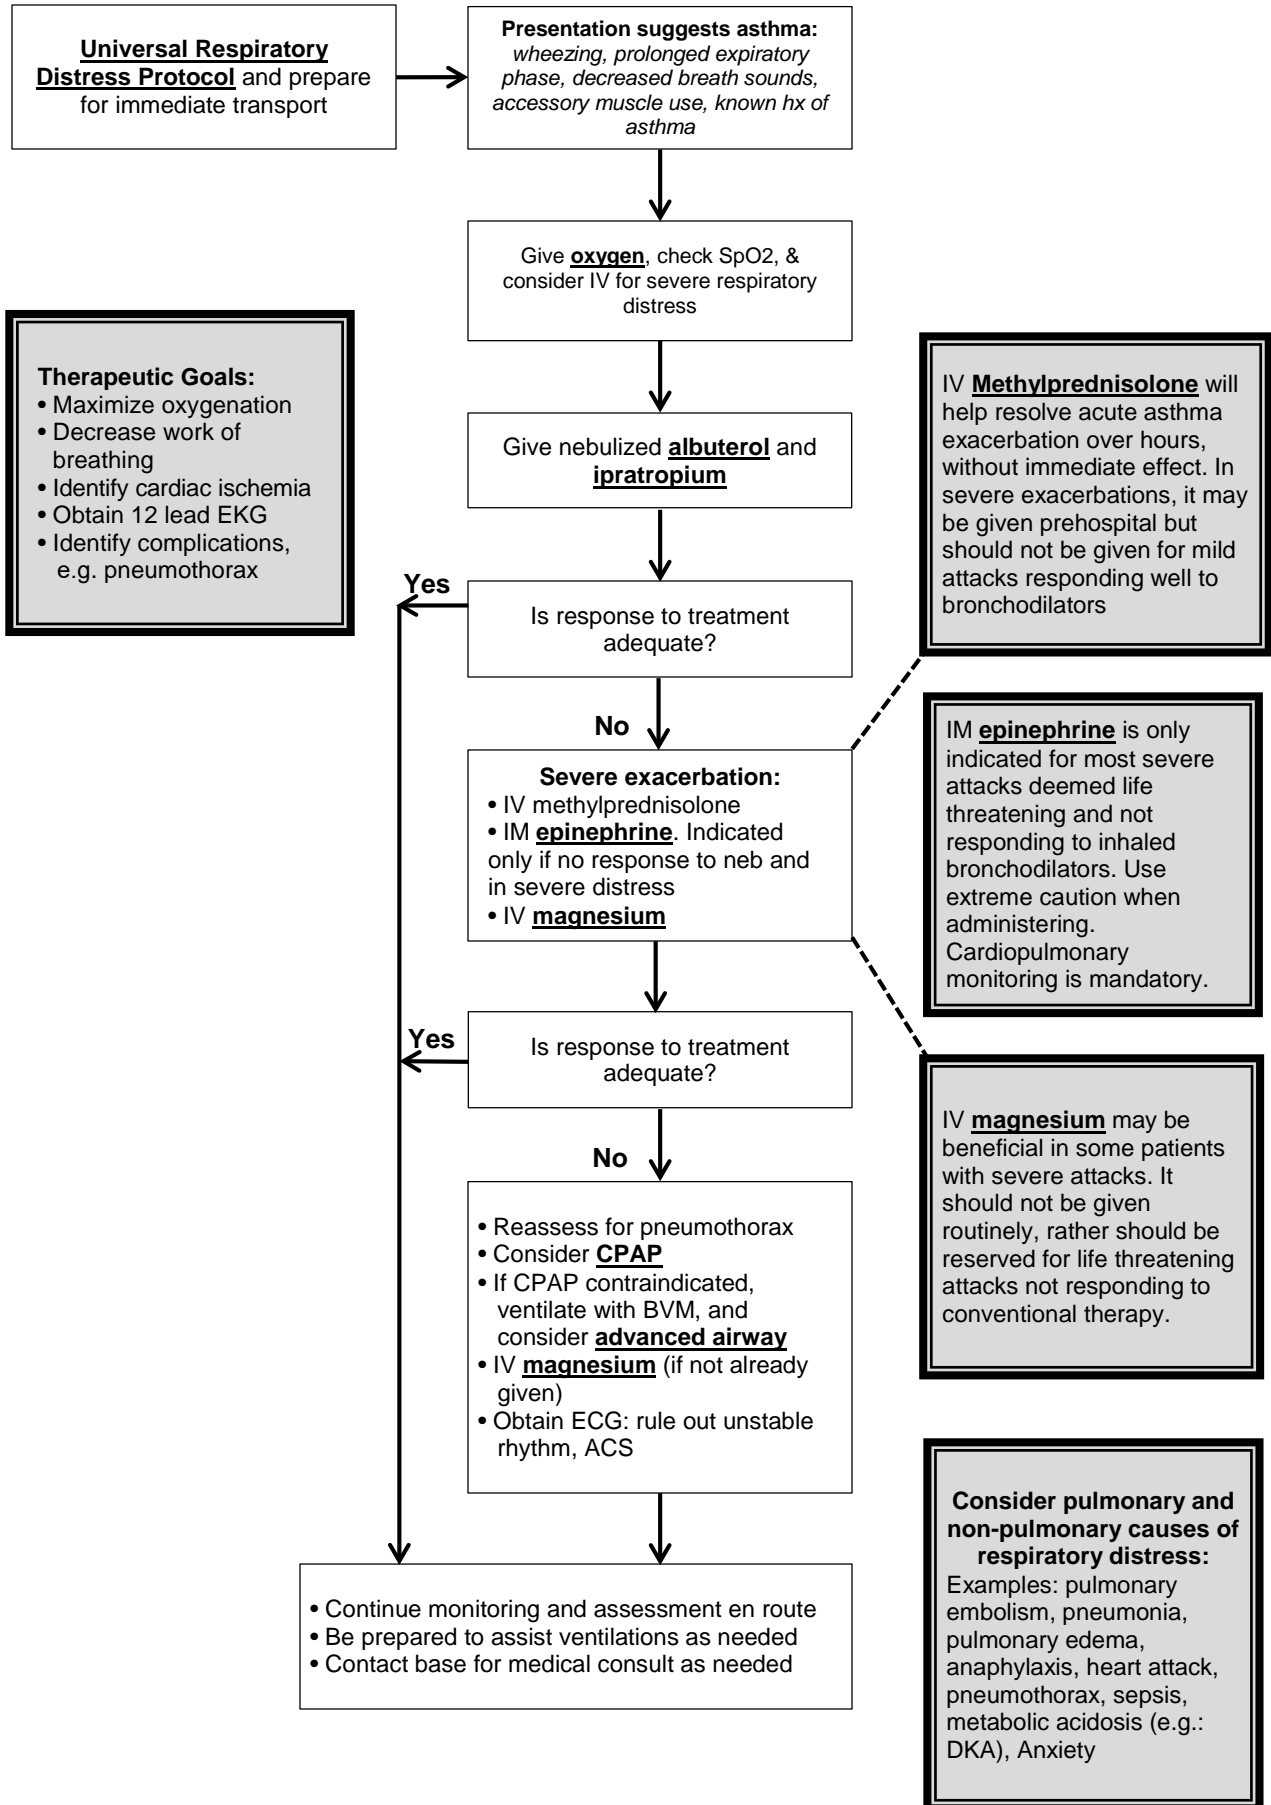 Universal Respiratory
Distress Protocol and prepare
for immediate transport
Presentation suggests asthma:
wheezing, prolonged expiratory
phase, decreased breath sounds,
accessory muscle use, known hx of
asthma
Give oxygen, check SpO2, &
consider IV for severe respiratory
distress
Therapeutic Goals:
• Maximize oxygenation
• Decrease work of
breathing
• Identify cardiac ischemia
• Obtain 12 lead EKG
• Identify complications,
e.g. pneumothorax
Give nebulized albuterol and
ipratropium
IV Methylprednisolone will
help resolve acute asthma
exacerbation over hours,
without immediate effect. In
severe exacerbations, it may
be given prehospital but
should not be given for mild
attacks responding well to
bronchodilators
Yes
Is response to treatment
adequate?
No
Severe exacerbation:
• IV methylprednisolone
• IM epinephrine. Indicated
only if no response to neb and
in severe distress
• IV magnesium
IM epinephrine is only
indicated for most severe
attacks deemed life
threatening and not
responding to inhaled
bronchodilators. Use
extreme caution when
administering.
Cardiopulmonary
monitoring is mandatory.
Yes
Is response to treatment
adequate?
No
IV magnesium may be
beneficial in some patients
with severe attacks. It
should not be given
routinely, rather should be
reserved for life threatening
attacks not responding to
conventional therapy.
• Reassess for pneumothorax
• Consider CPAP
• If CPAP contraindicated,
ventilate with BVM, and
consider advanced airway
• IV magnesium (if not already
given)
• Obtain ECG: rule out unstable
rhythm, ACS
Consider pulmonary and
non-pulmonary causes of
respiratory distress:
Examples: pulmonary
embolism, pneumonia,
pulmonary edema,
anaphylaxis, heart attack,
pneumothorax, sepsis,
metabolic acidosis (e.g.:
DKA), Anxiety
• Continue monitoring and assessment en route
• Be prepared to assist ventilations as needed
• Contact base for medical consult as needed